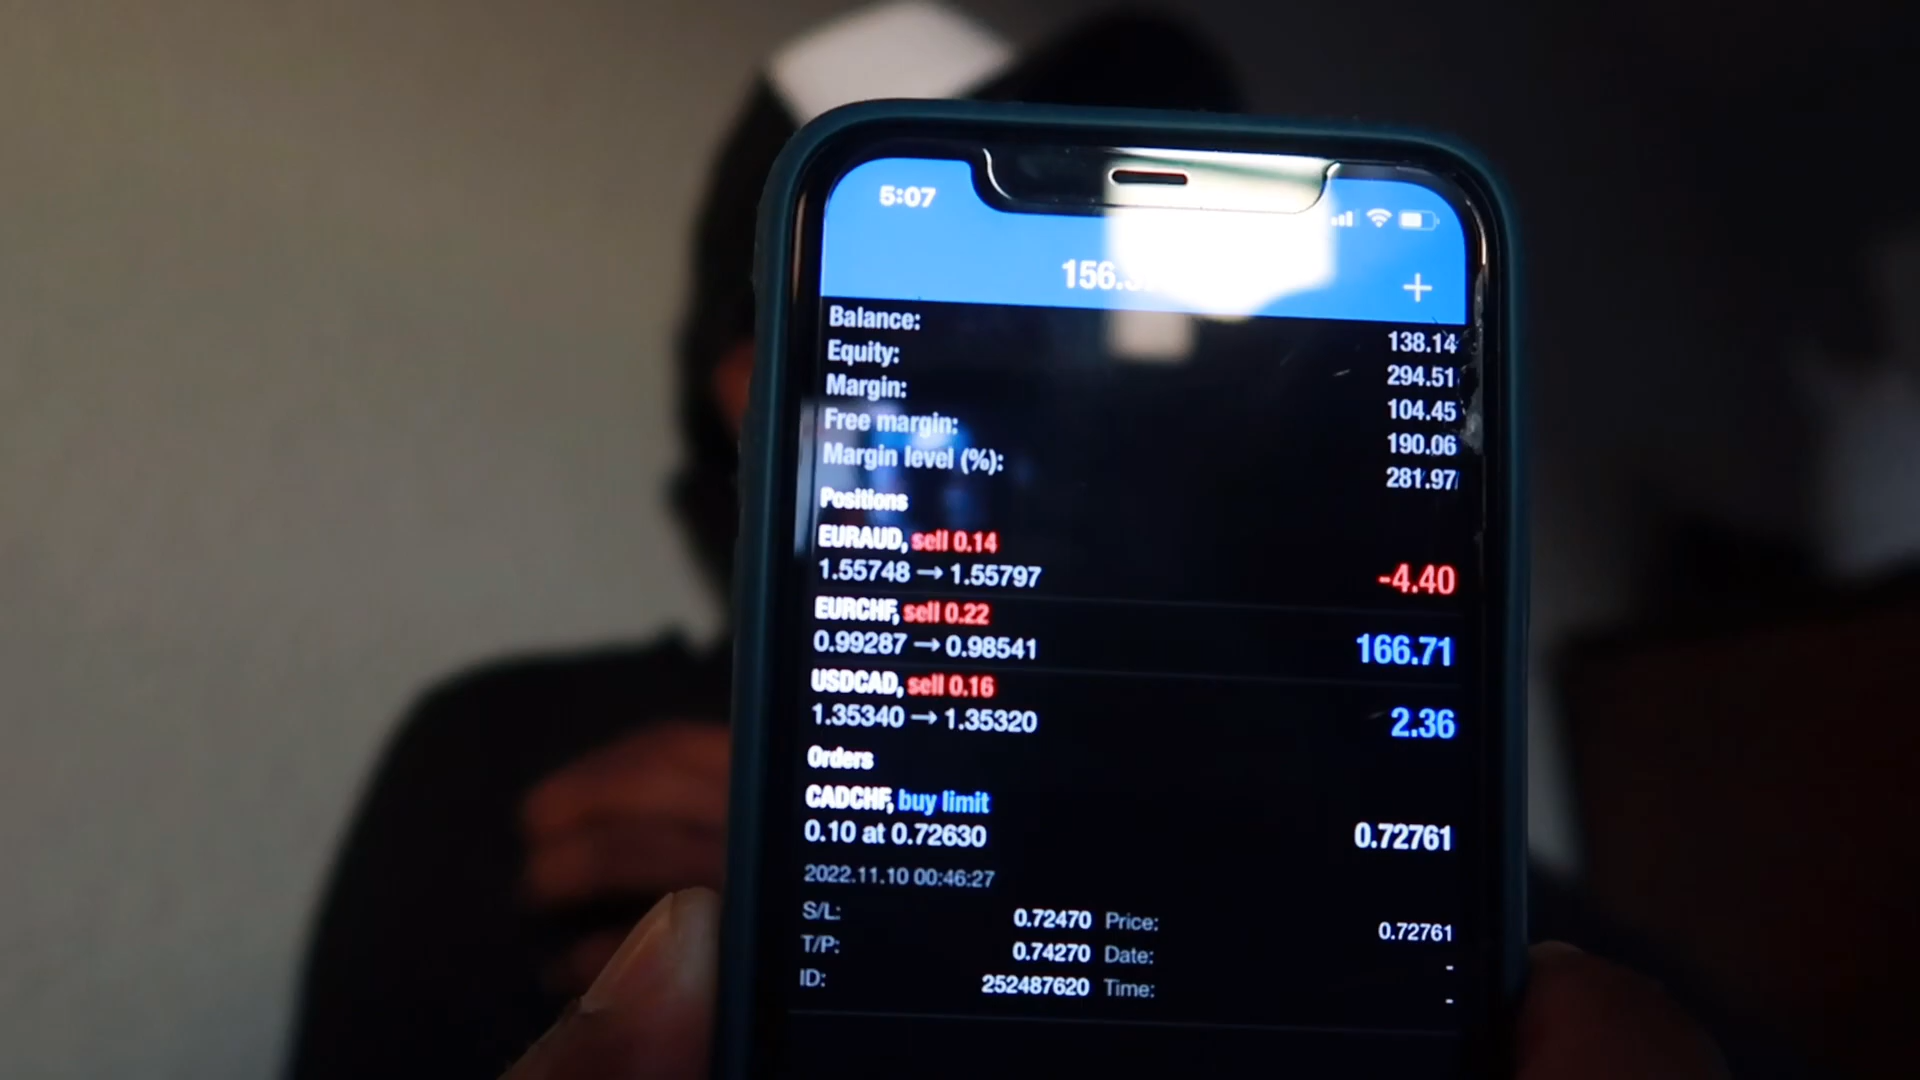 5:07
156.
Balance: 138.14
Equity: 294.51
Margin: 104.45
Free margin: 190.06
Margin level (%): 281.97
Positions
EURAUD, sell 0.14
1.55748 → 1.55797 -4.40
EURCHF, sell 0.22
0.99287 → 0.98541 166.71
USDCAD, sell 0.16
1.35340 → 1.35320 2.36
Orders
CADCHF, buy limit
0.10 at 0.72630 0.72761
2022.11.10 00:46:27
S/L: 0.72470 Price: 0.72761
T/P: 0.74270 Date: -
ID: 252487620 Time: -